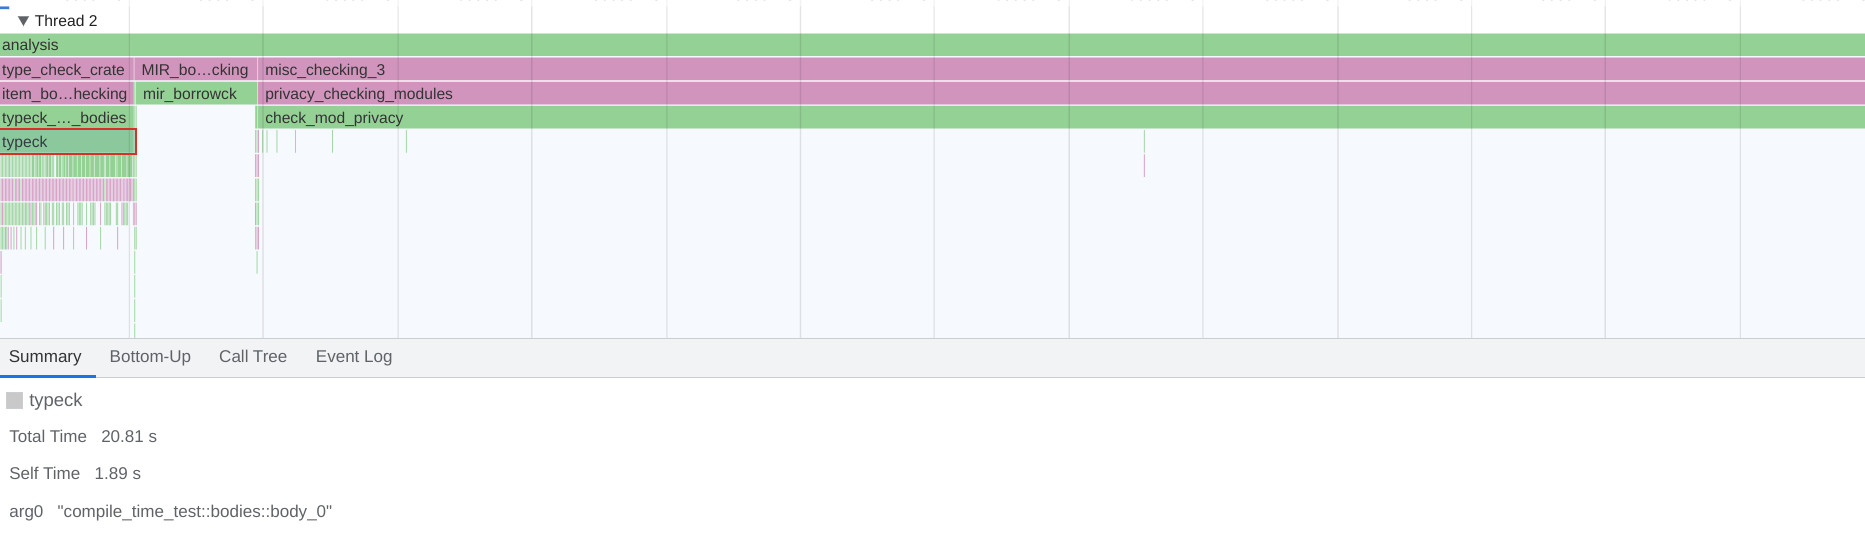 Thread 2
analysis
type_check_crate MIR_bo…cking misc_checking_3
item_bo…hecking mir_borrowck privacy_checking_modules
typeck_…_bodies check_mod_privacy
typeck
Summary Bottom-Up Call Tree Event Log
typeck
Total Time 20.81 s
Self Time 1.89 s
arg0 "compile_time_test::bodies::body_0"